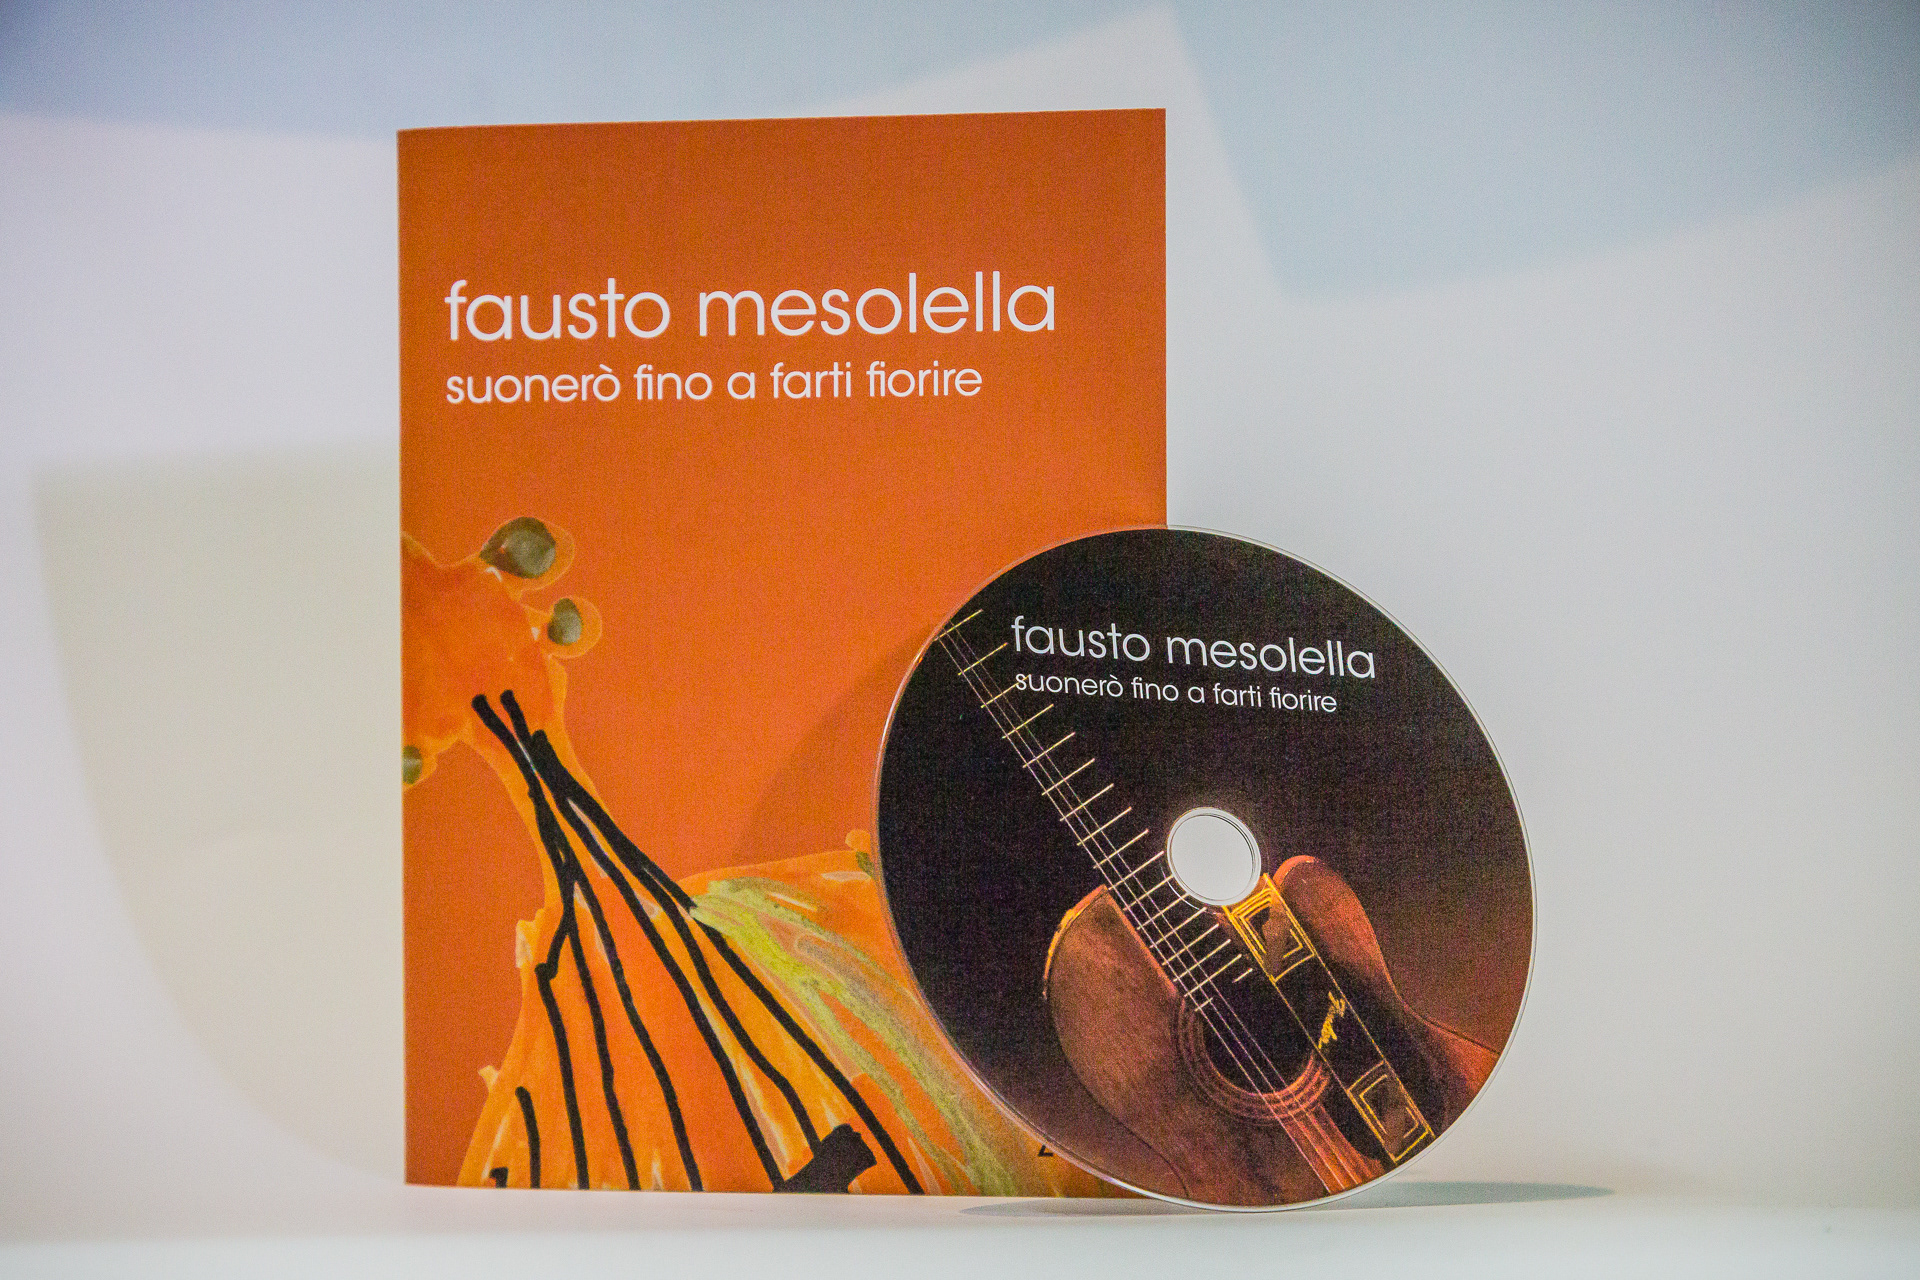 fausto mesolella
suonerò fino a farti fiorire
fausto mesolella
suonerò fino a farti fiorire